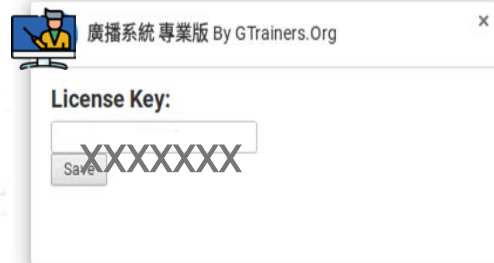 廣播系統 專業版 By GTrainers.Org
×
License Key:
XXXXXXX
Save